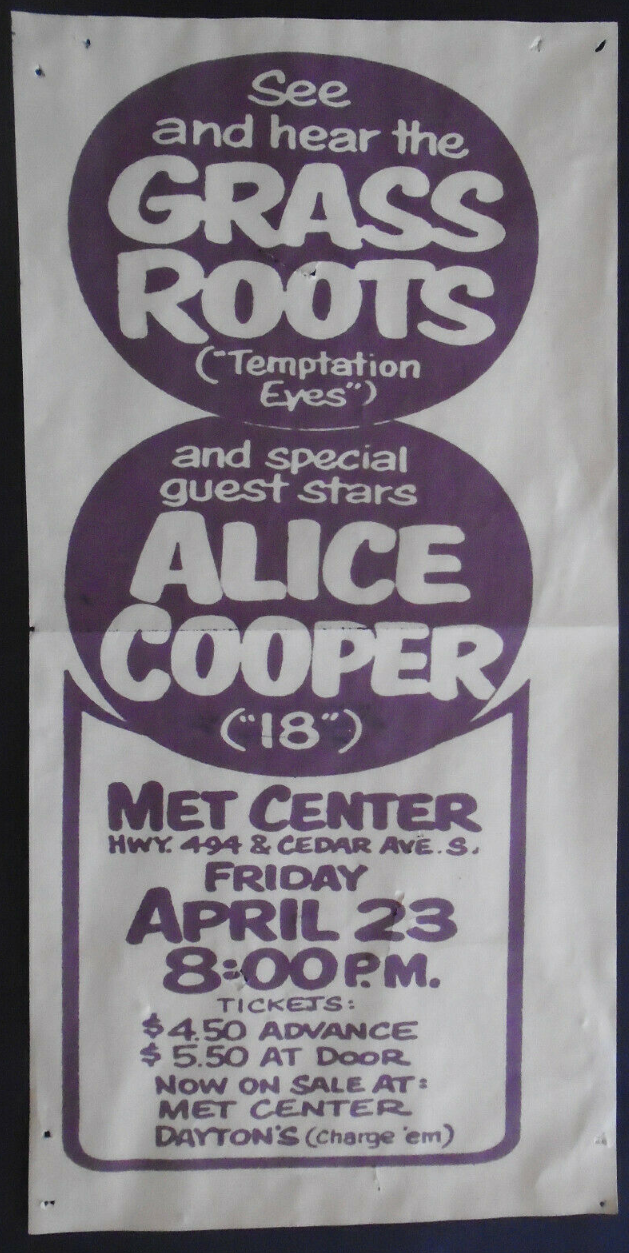 See
and hear the
GRASS
ROOTS
("Temptation
Eyes")
and special
guest stars
ALICE
COOPER
("18")
MET CENTER
HWY. 494 & CEDAR AVE. S.
FRIDAY
APRIL 23
8:00 P.M.
TICKETS:
$4.50 ADVANCE
$5.50 AT DOOR
NOW ON SALE AT:
MET CENTER
DAYTON'S (Charge 'em)